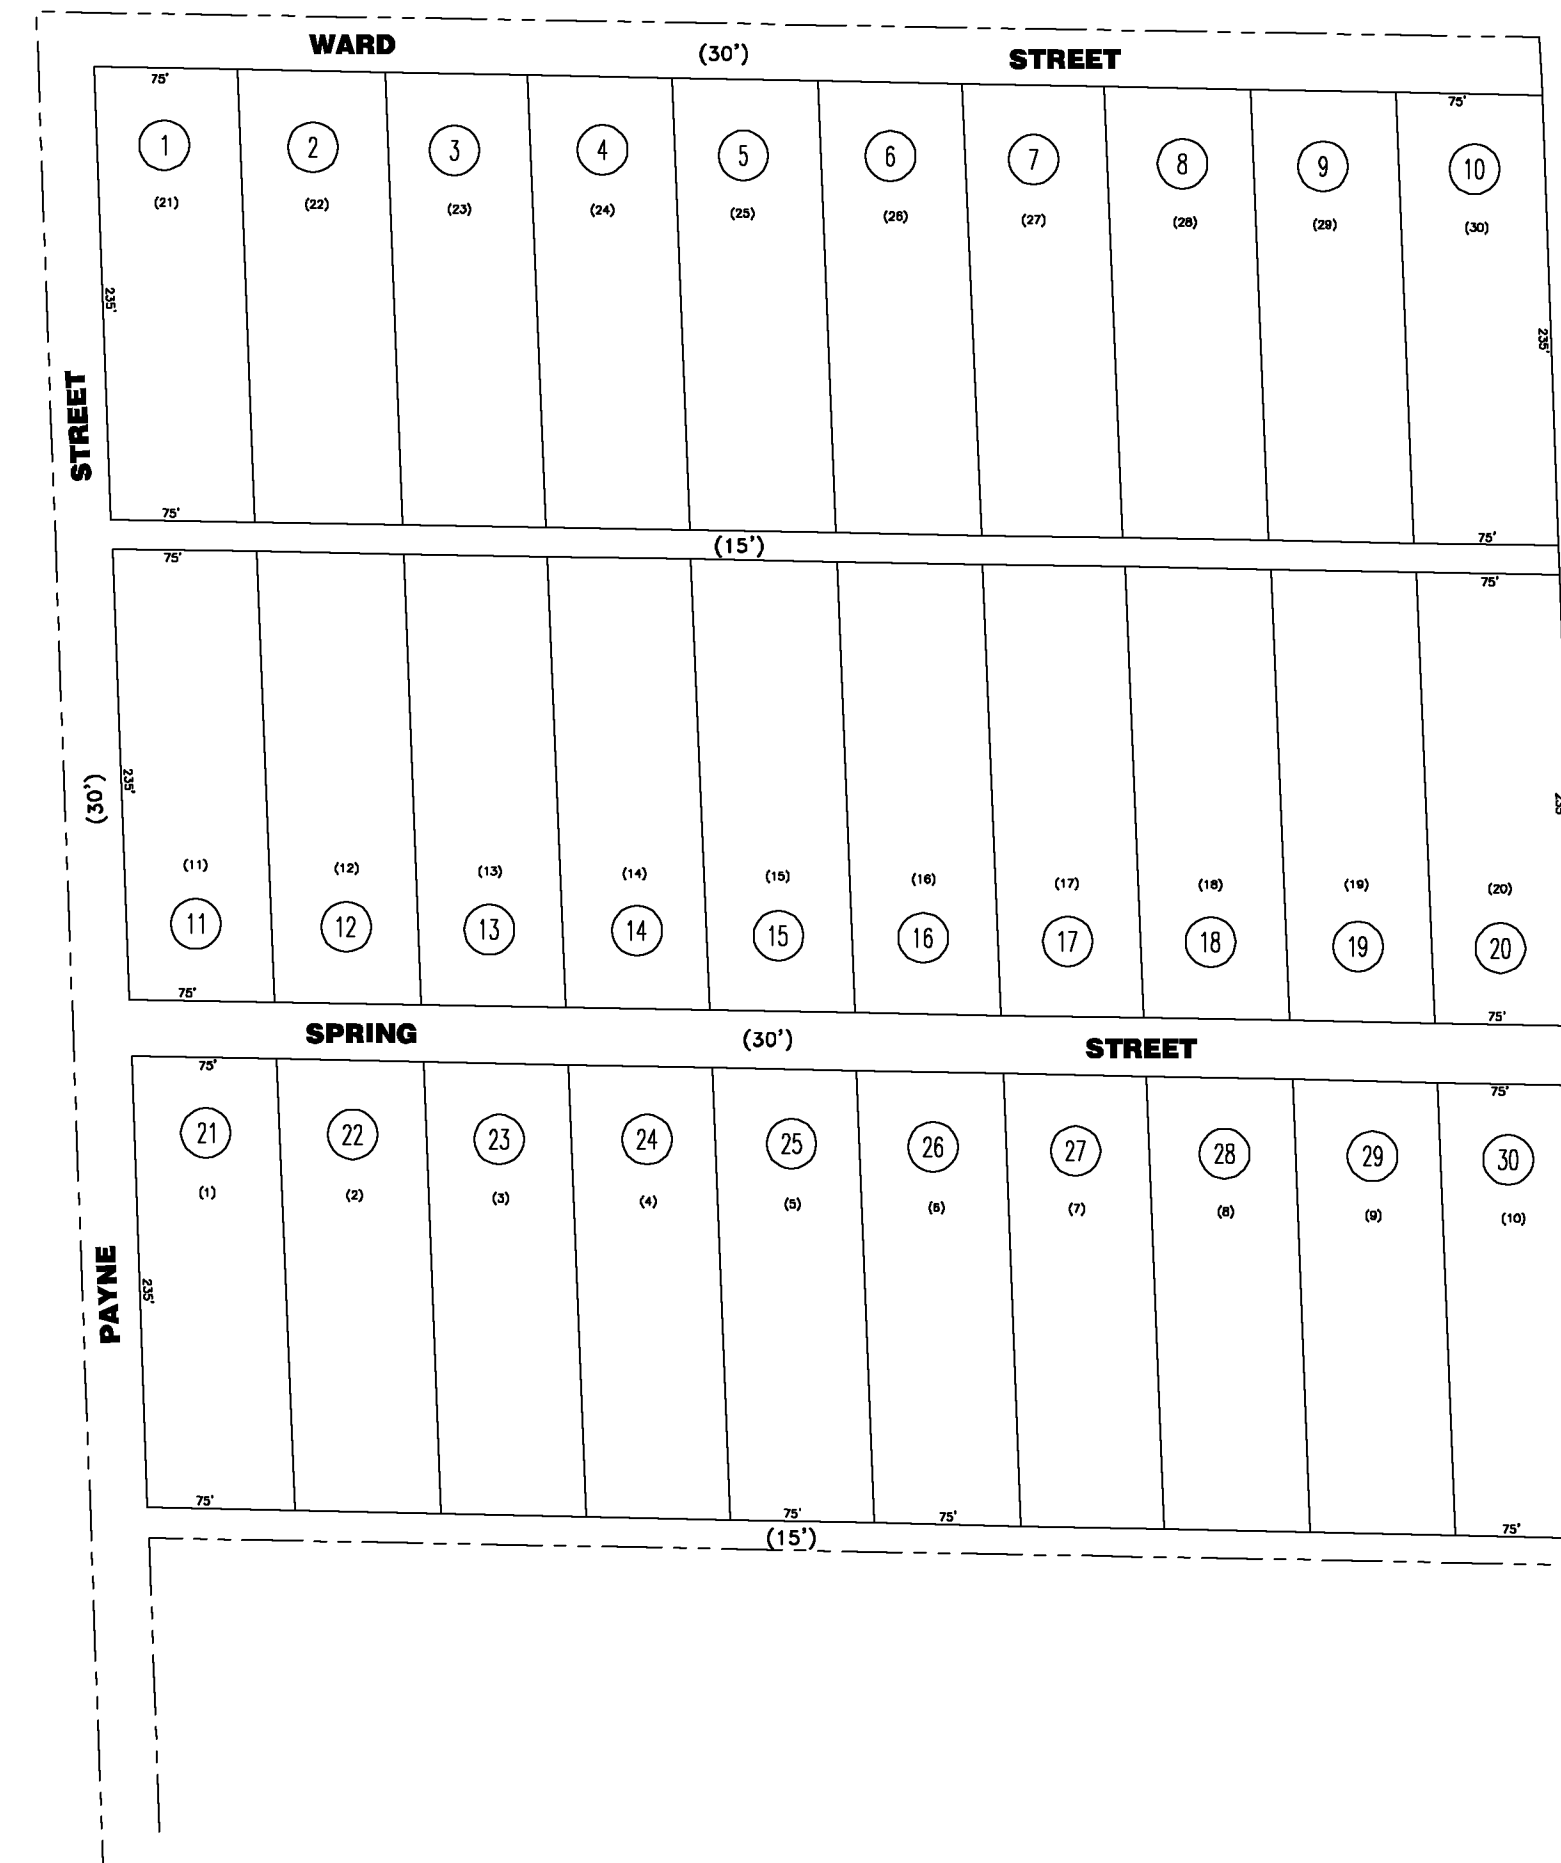 WARD (30') STREET
75' 75'
1 2 3 4 5 6 7 8 9 10
(21) (22) (23) (24) (25) (26) (27) (28) (29) (30)
235' 235'
STREET
75' 75'
(15')
75' 75'
(30') 235' 235'
(11) (12) (13) (14) (15) (16) (17) (18) (19) (20)
11 12 13 14 15 16 17 18 19 20
75' 75'
SPRING (30') STREET
75' 75'
21 22 23 24 25 26 27 28 29 30
(1) (2) (3) (4) (5) (6) (7) (8) (9) (10)
PAYNE 235'
75' 75' 75' 75'
(15')